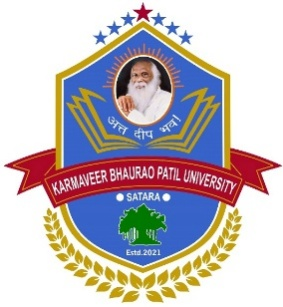 अत्त दीप भव!
KARMAVEER BHAURAO PATIL UNIVERSITY
SATARA
Estd.2021